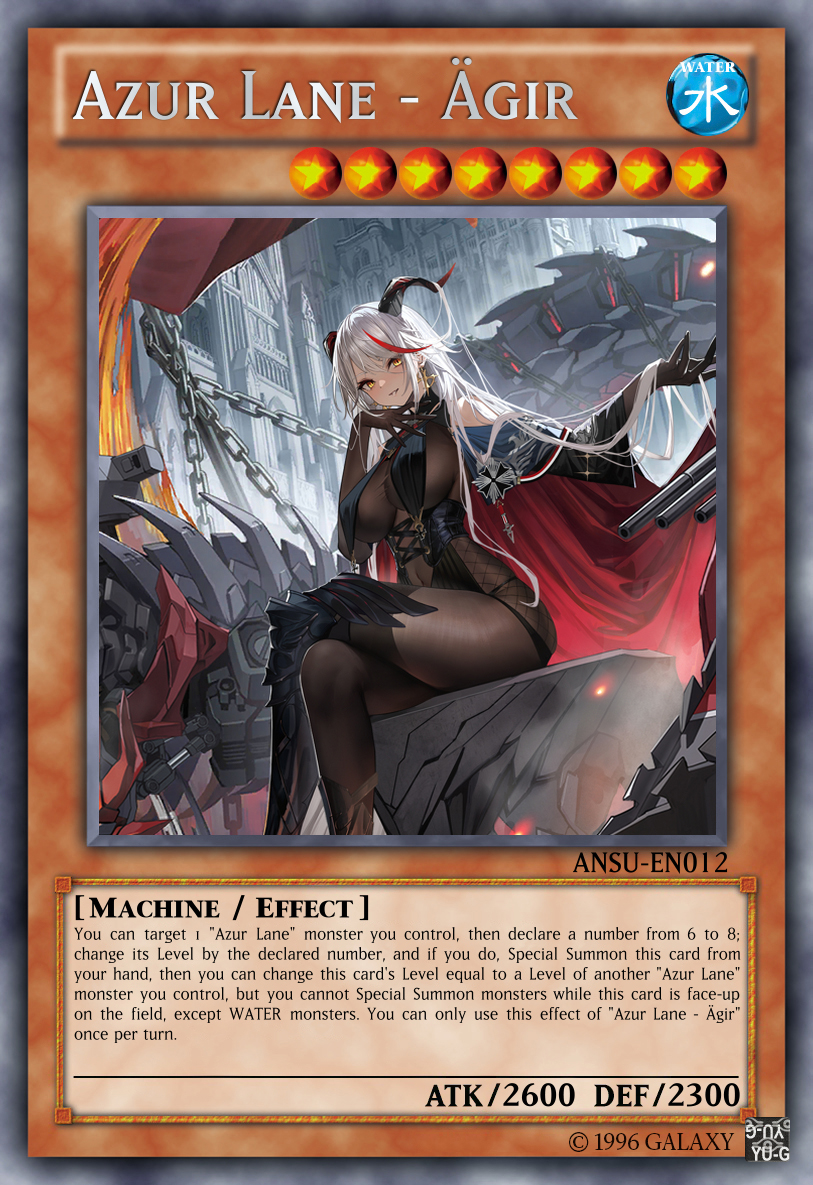 Azur Lane - Ägir
WATER
水
ANSU-EN012
[Machine / Effect]
You can target 1 "Azur Lane" monster you control, then declare a number from 6 to 8;
change its Level by the declared number, and if you do, Special Summon this card from
your hand, then you can change this card's Level equal to a Level of another "Azur Lane"
monster you control, but you cannot Special Summon monsters while this card is face-up
on the field, except WATER monsters. You can only use this effect of "Azur Lane - Ägir"
once per turn.
ATK/2600 DEF/2300
© 1996 GALAXY
YU-G
YU-G